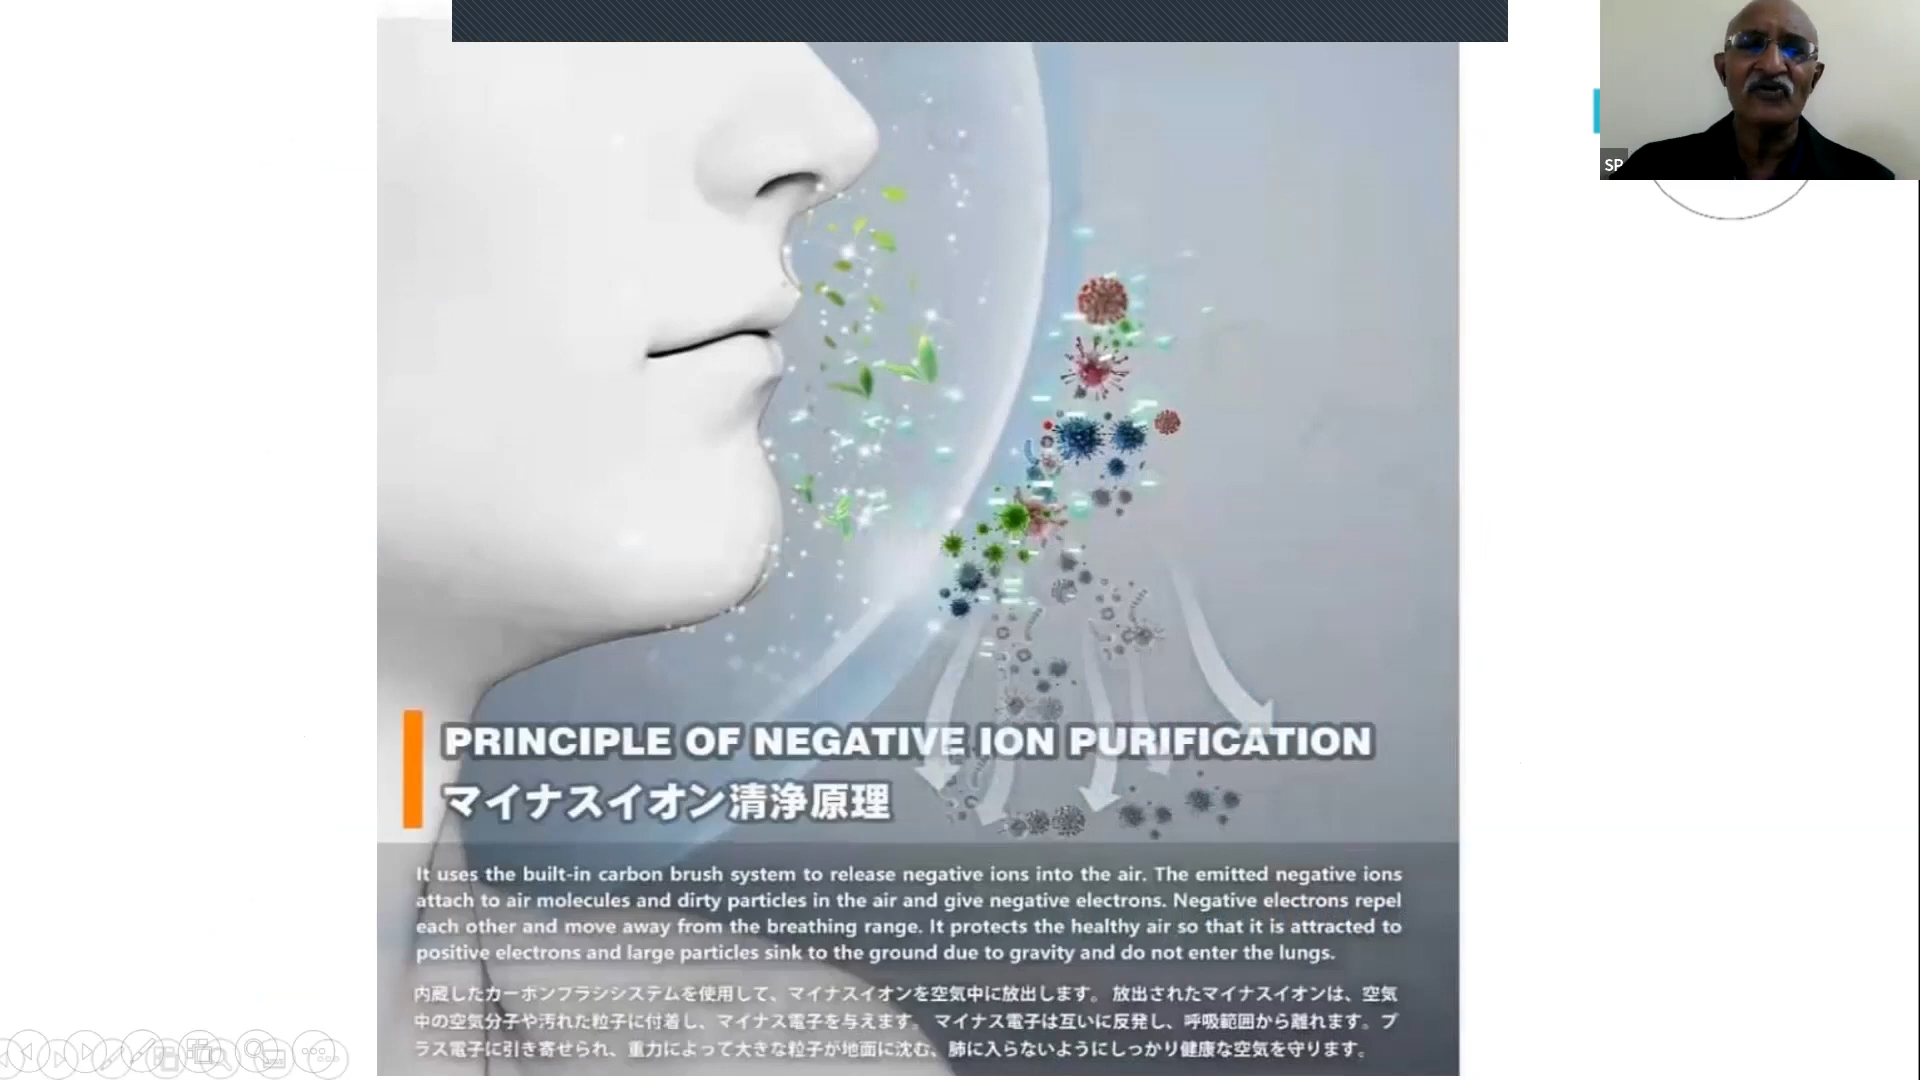 SP
PRINCIPLE OF NEGATIVE ION PURIFICATION
マイナスイオン清浄原理
It uses the built-in carbon brush system to release negative ions into the air. The emitted negative ions
attach to air molecules and dirty particles in the air and give negative electrons. Negative electrons repel
each other and move away from the breathing range. It protects the healthy air so that it is attracted to
positive electrons and large particles sink to the ground due to gravity and do not enter the lungs.
内蔵したカーボンブラシシステムを使用して、マイナスイオンを空気中に放出します。 放出されたマイナスイオンは、空気
中の空気分子や汚れた粒子に付着し、マイナス電子を与えます。 マイナス電子は互いに反発し、呼吸範囲から離れます。プ
ラス電子に引き寄せられ、重力によって大きな粒子が地面に沈む、肺に入らないようにしっかり健康な空気を守ります。